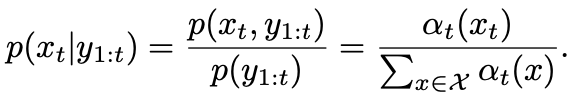 $p(x_t|y_{1:t}) = \frac{p(x_t, y_{1:t})}{p(y_{1:t})} = \frac{\alpha_t(x_t)}{\sum_{x \in \mathcal{X}} \alpha_t(x)}.$